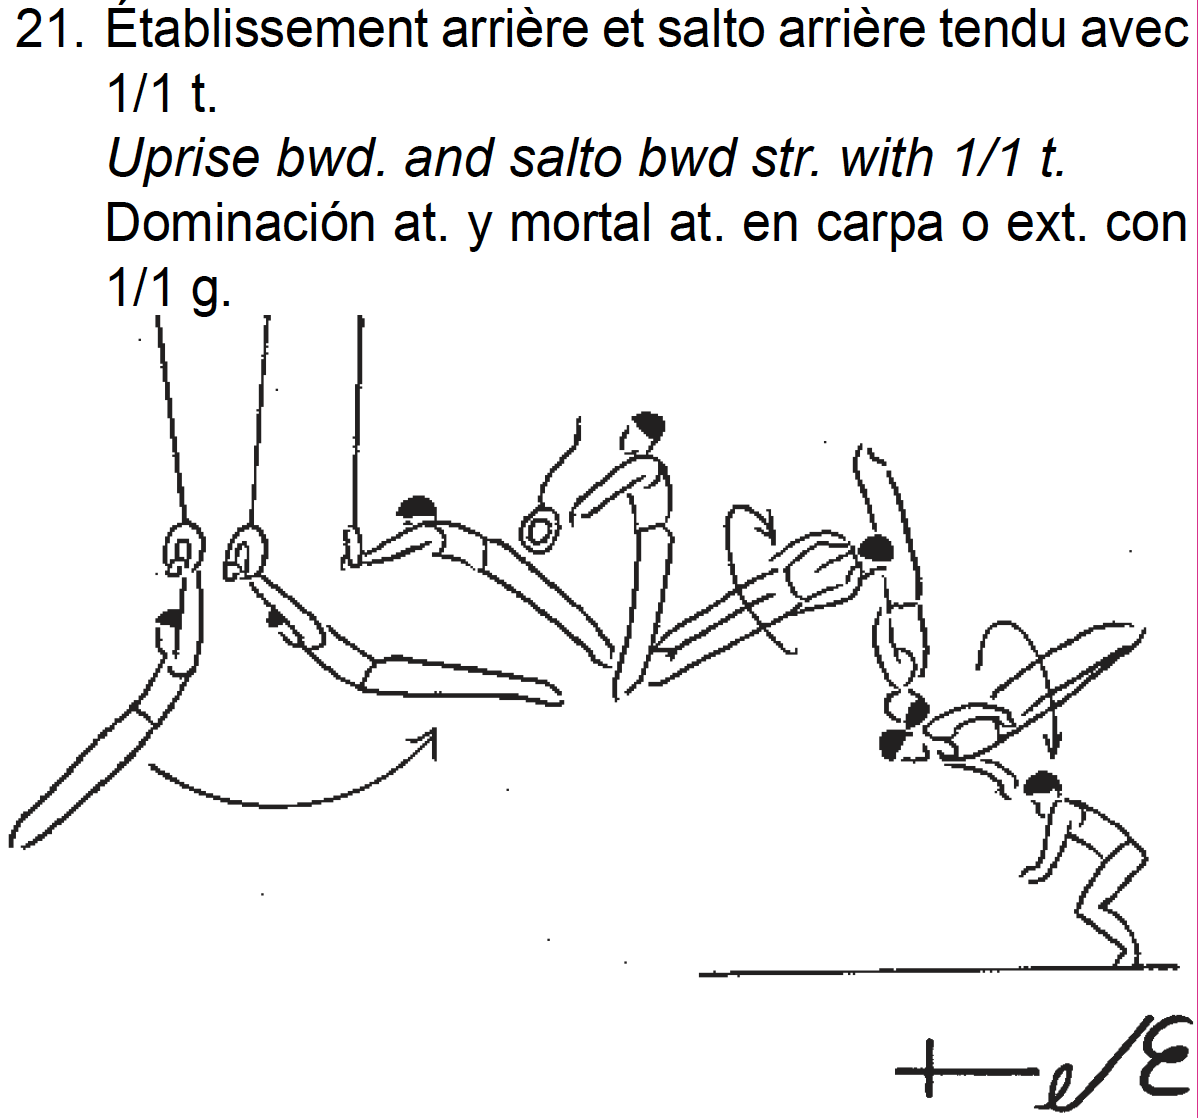 21. Établissement arrière et salto arrière tendu avec
1/1 t.
Uprise bwd. and salto bwd str. with 1/1 t.
Dominación at. y mortal at. en carpa o ext. con
1/1 g.